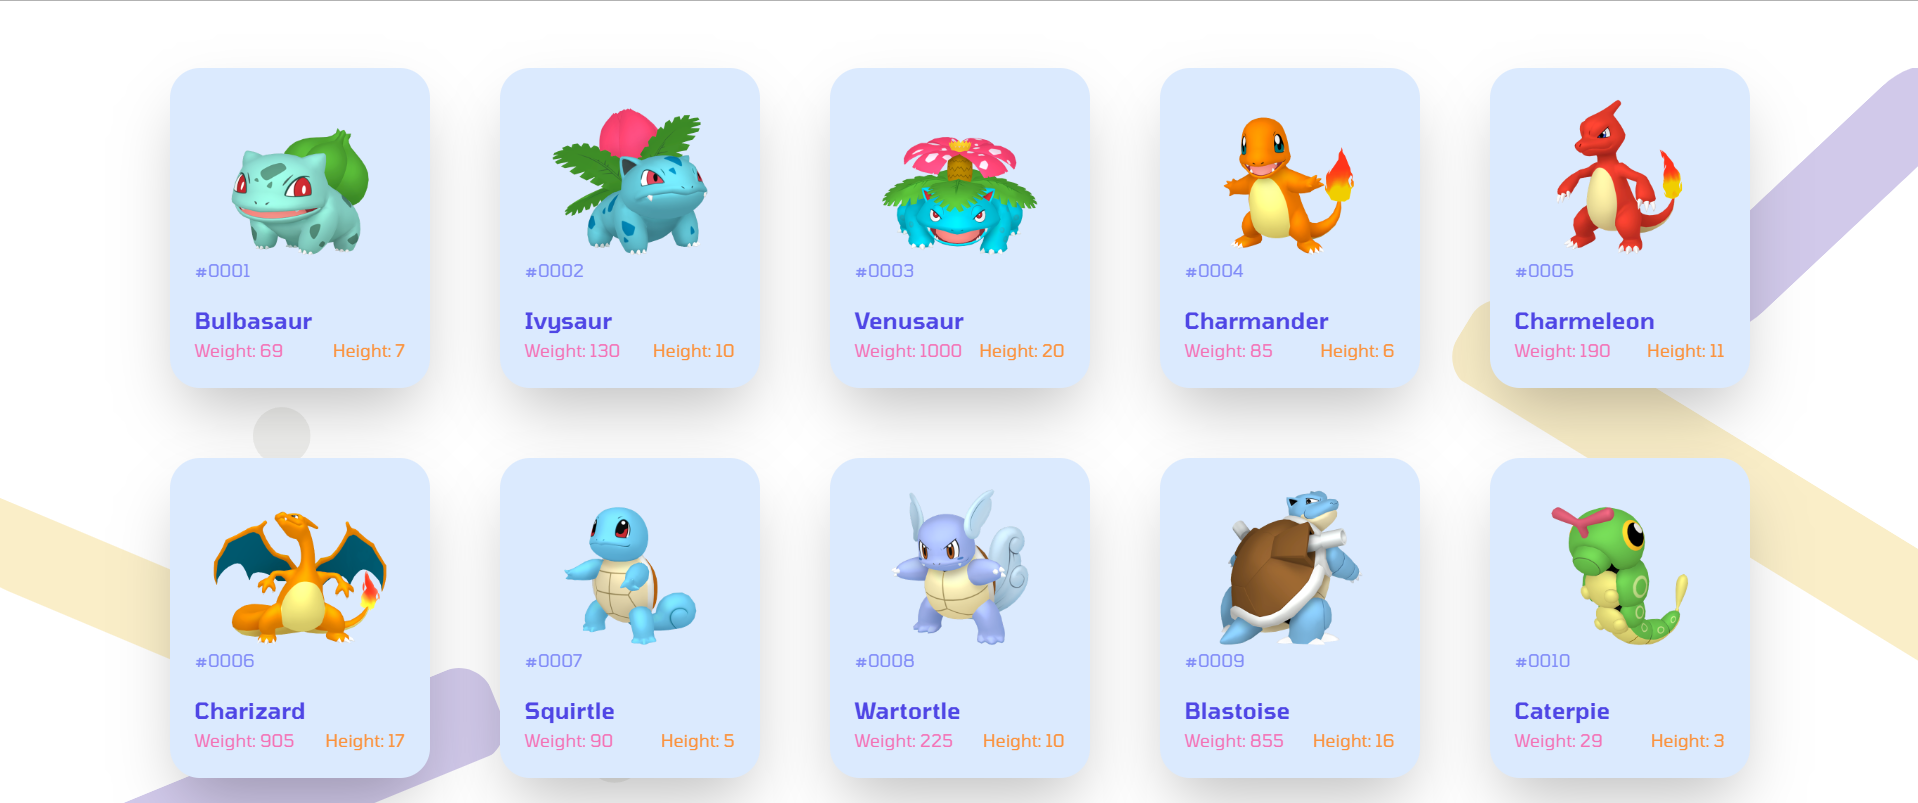 #0001
Bulbasaur
Weight: 69 Height: 7
#0002
Ivysaur
Weight: 130 Height: 10
#0003
Venusaur
Weight: 1000 Height: 20
#0004
Charmander
Weight: 85 Height: 6
#0005
Charmeleon
Weight: 190 Height: 11
#0006
Charizard
Weight: 905 Height: 17
#0007
Squirtle
Weight: 90 Height: 5
#0008
Wartortle
Weight: 225 Height: 10
#0009
Blastoise
Weight: 855 Height: 16
#0010
Caterpie
Weight: 29 Height: 3